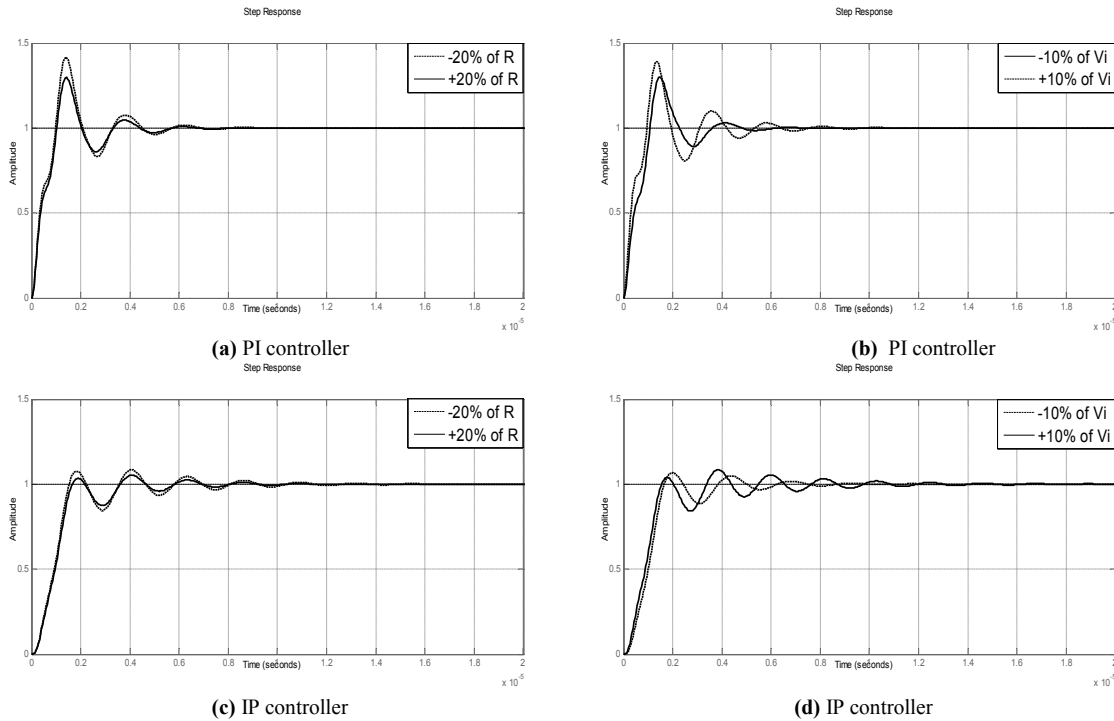 Step Response
1.5
1
0.5
0
Amplitude
-20% of R
+20% of R
0 0.2 0.4 0.6 0.8 1 1.2 1.4 1.6 1.8 2
Time (seconds)
x 10-5
(a) PI controller
Step Response
1.5
1
0.5
0
Amplitude
-10% of Vi
+10% of Vi
0 0.2 0.4 0.6 0.8 1 1.2 1.4 1.6 1.8 2
Time (seconds)
x 10-5
(b) PI controller
Step Response
1.5
1
0.5
0
Amplitude
-20% of R
+20% of R
0 0.2 0.4 0.6 0.8 1 1.2 1.4 1.6 1.8 2
Time (seconds)
x 10-5
(c) IP controller
Step Response
1.5
1
0.5
0
Amplitude
-10% of Vi
+10% of Vi
0 0.2 0.4 0.6 0.8 1 1.2 1.4 1.6 1.8 2
Time (seconds)
x 10-5
(d) IP controller